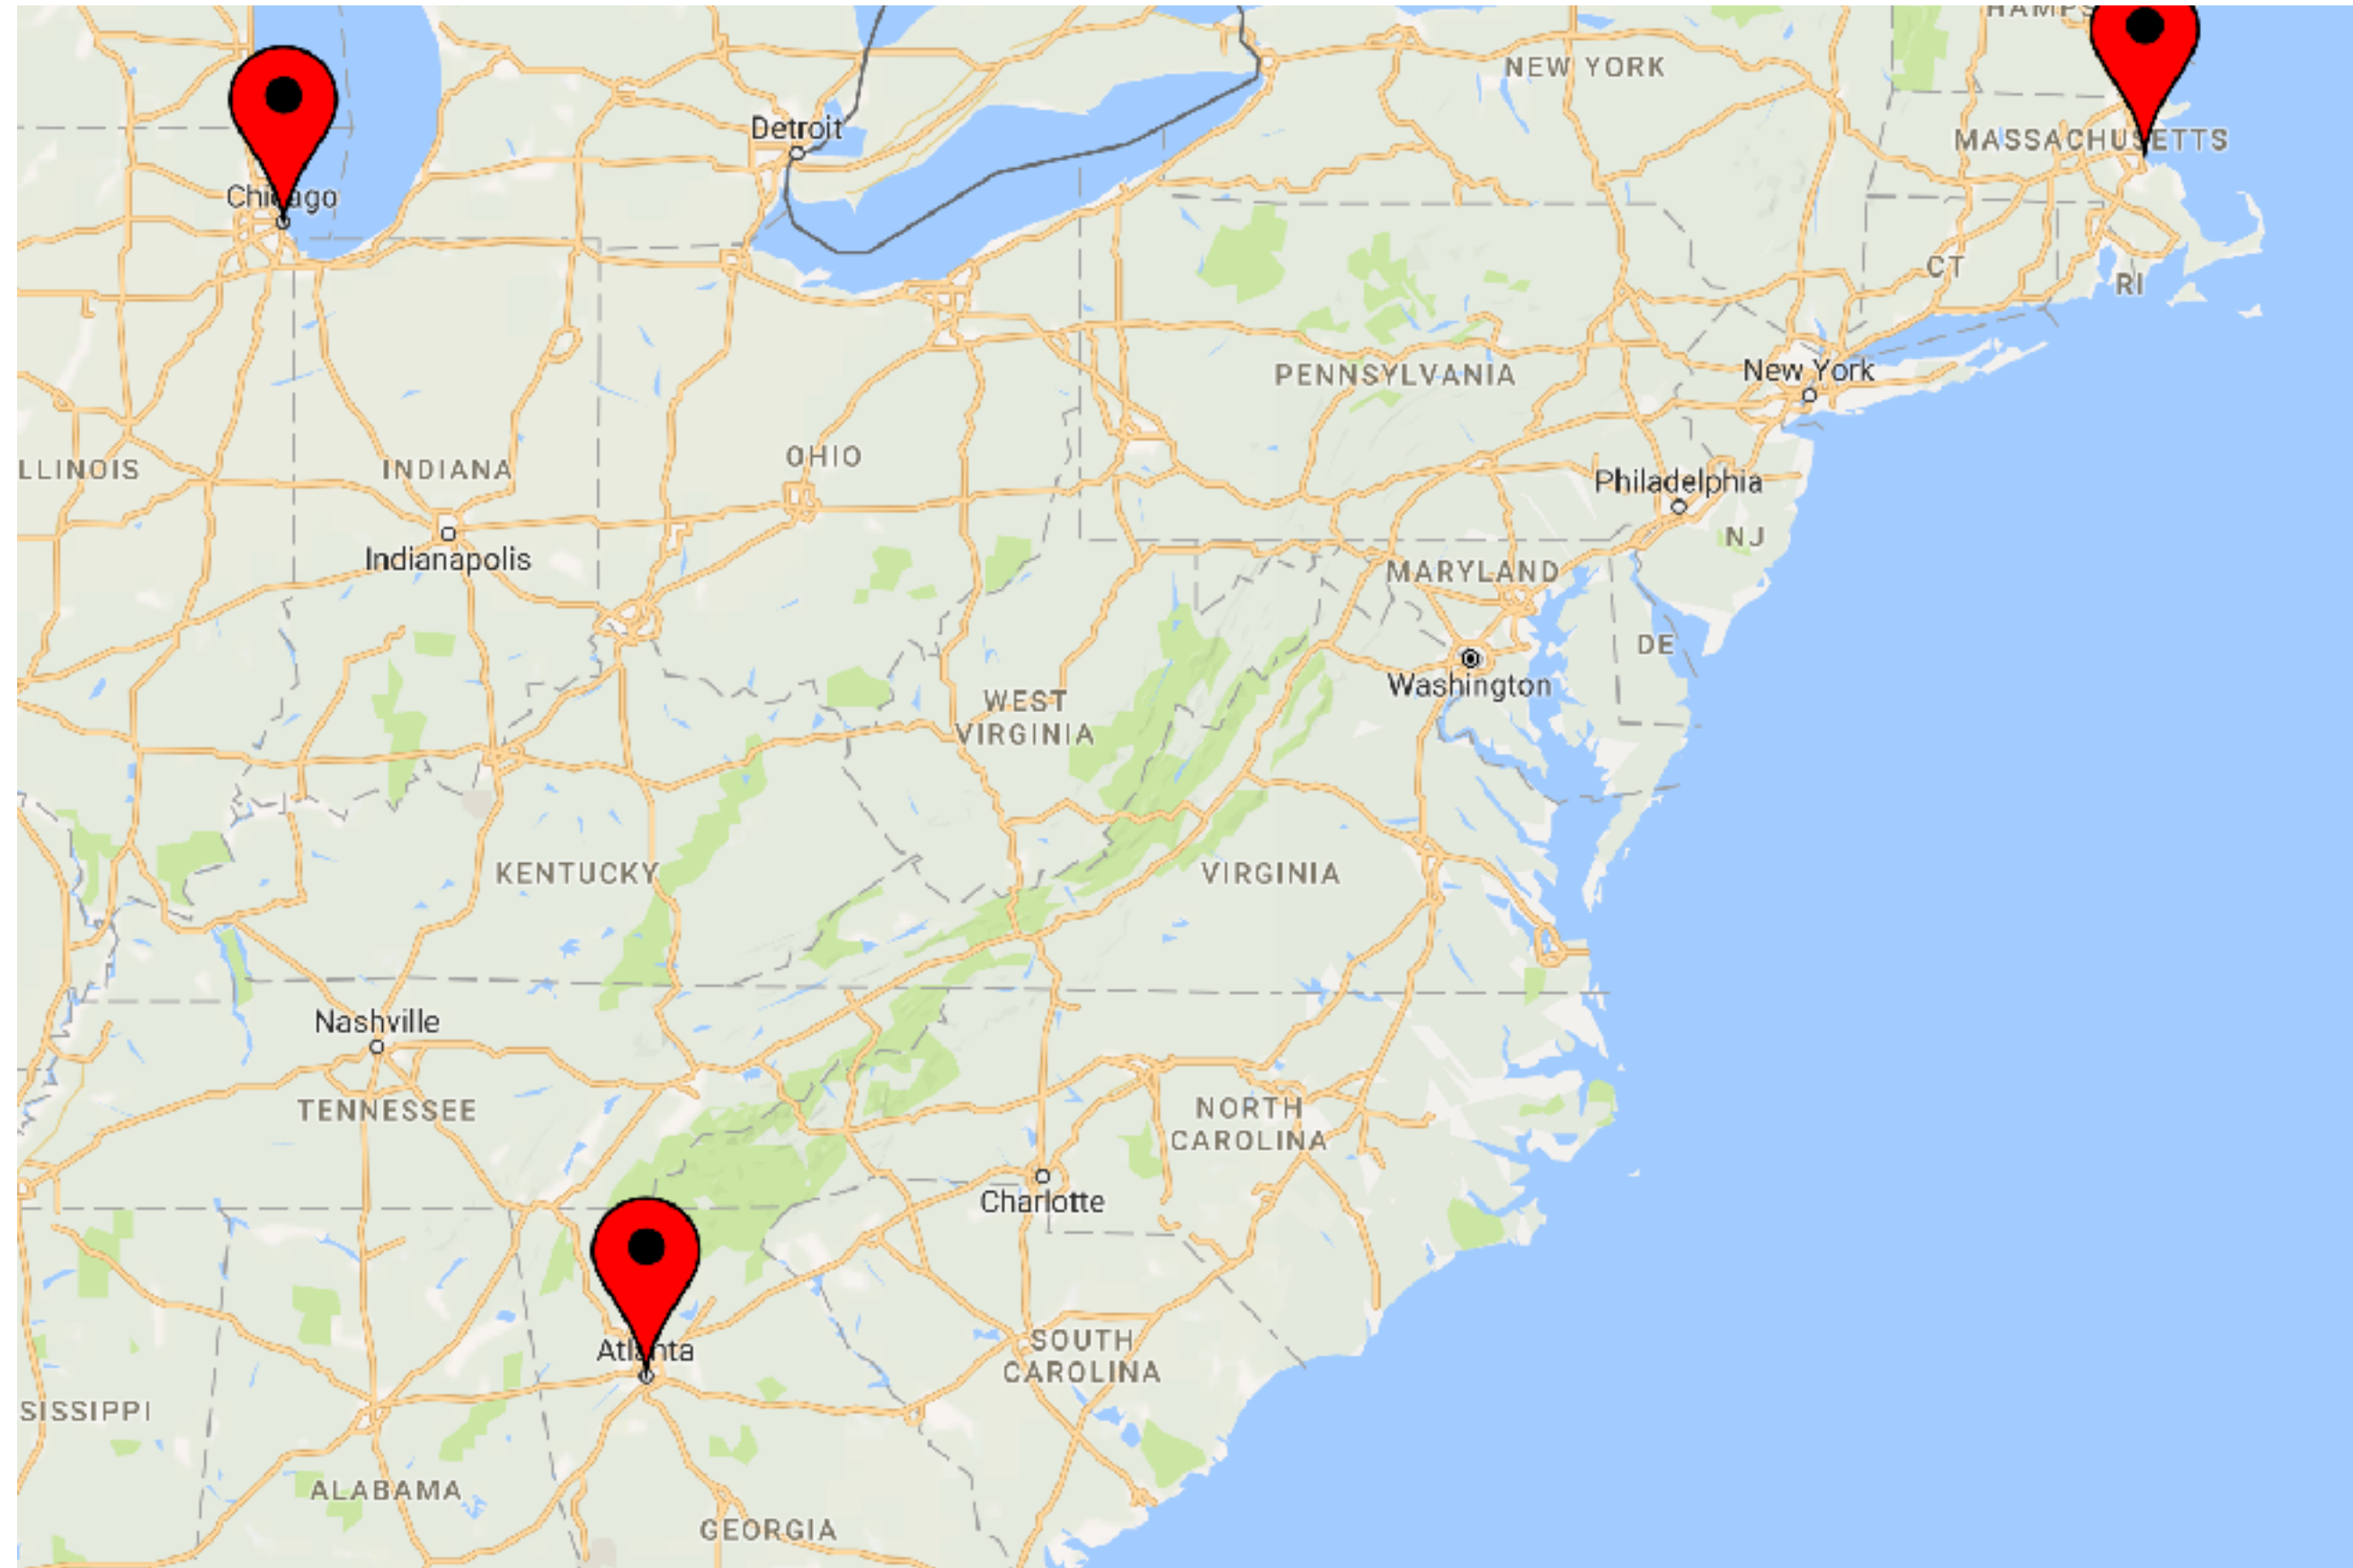 HAMPS
NEW YORK
Detroit
MASSACHUSETTS
Chicago
CT
RI
New York
PENNSYLVANIA
OHIO
LLINOIS
INDIANA
Philadelphia
NJ
Indianapolis
MARYLAND
DE
Washington
WEST
VIRGINIA
KENTUCKY
VIRGINIA
Nashville
TENNESSEE
NORTH
CAROLINA
Charlotte
Atlanta
SOUTH
CAROLINA
SISSIPPI
ALABAMA
GEORGIA